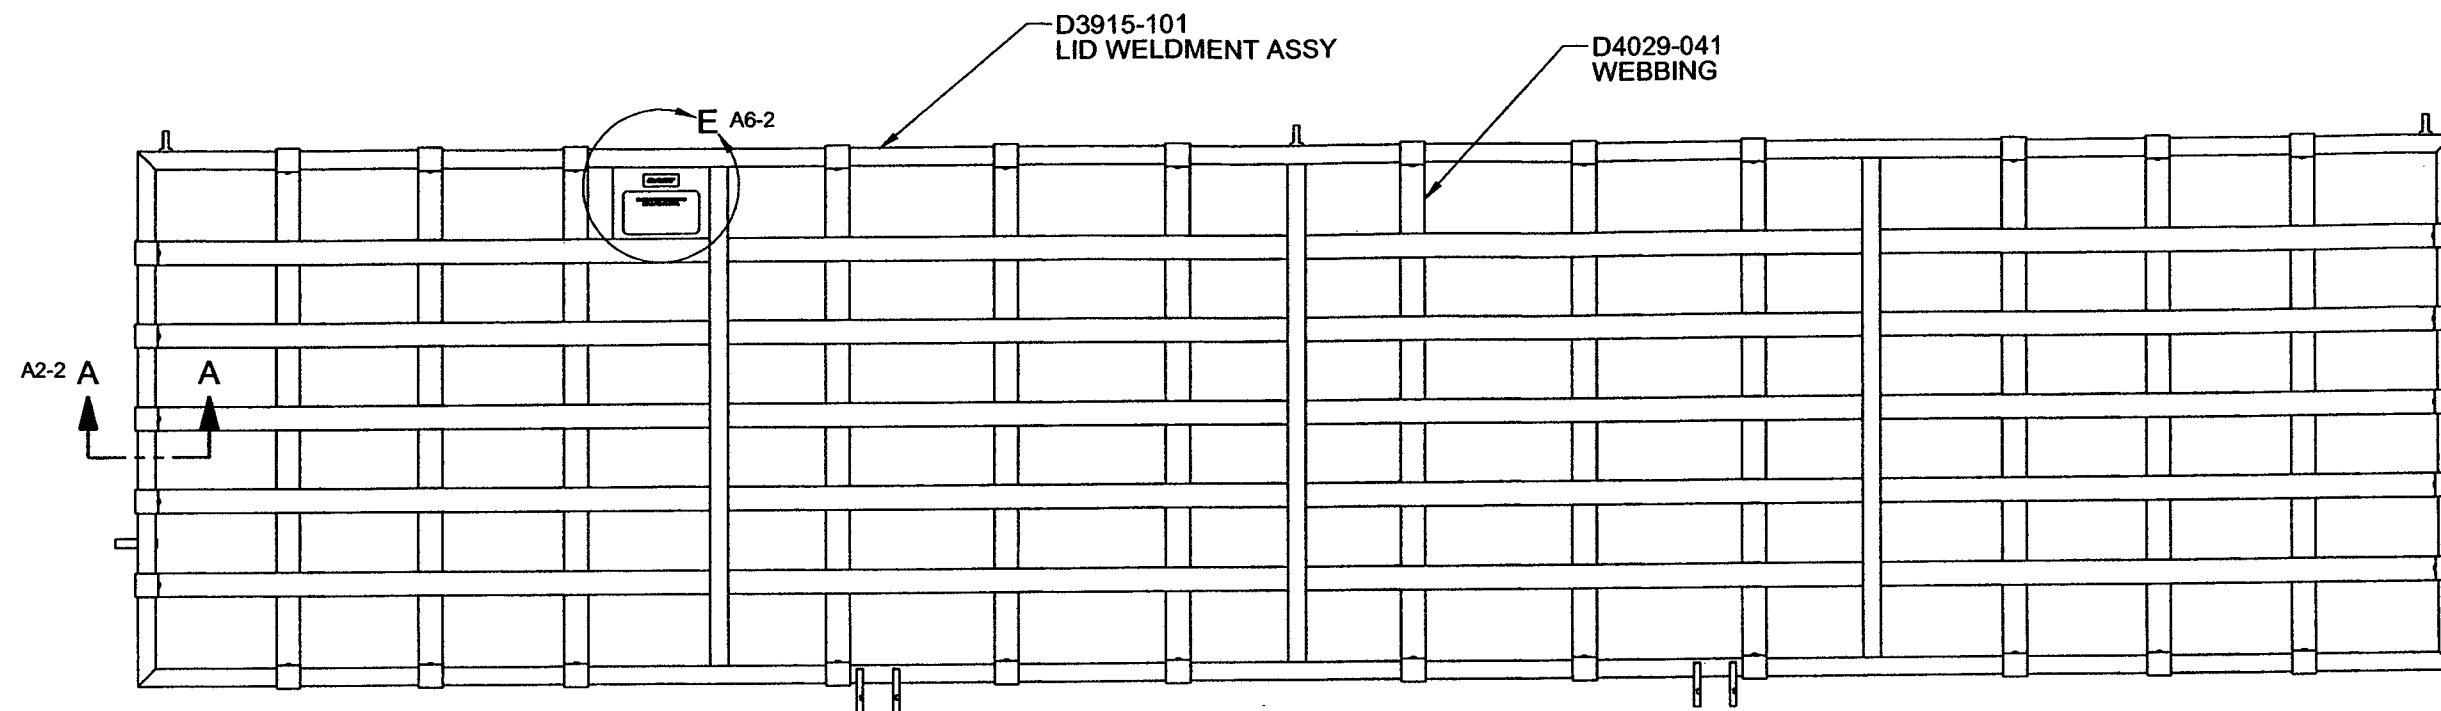 D3915-101
LID WELDMENT ASSY
D4029-041
WEBBING
E A6-2
A2-2 A A